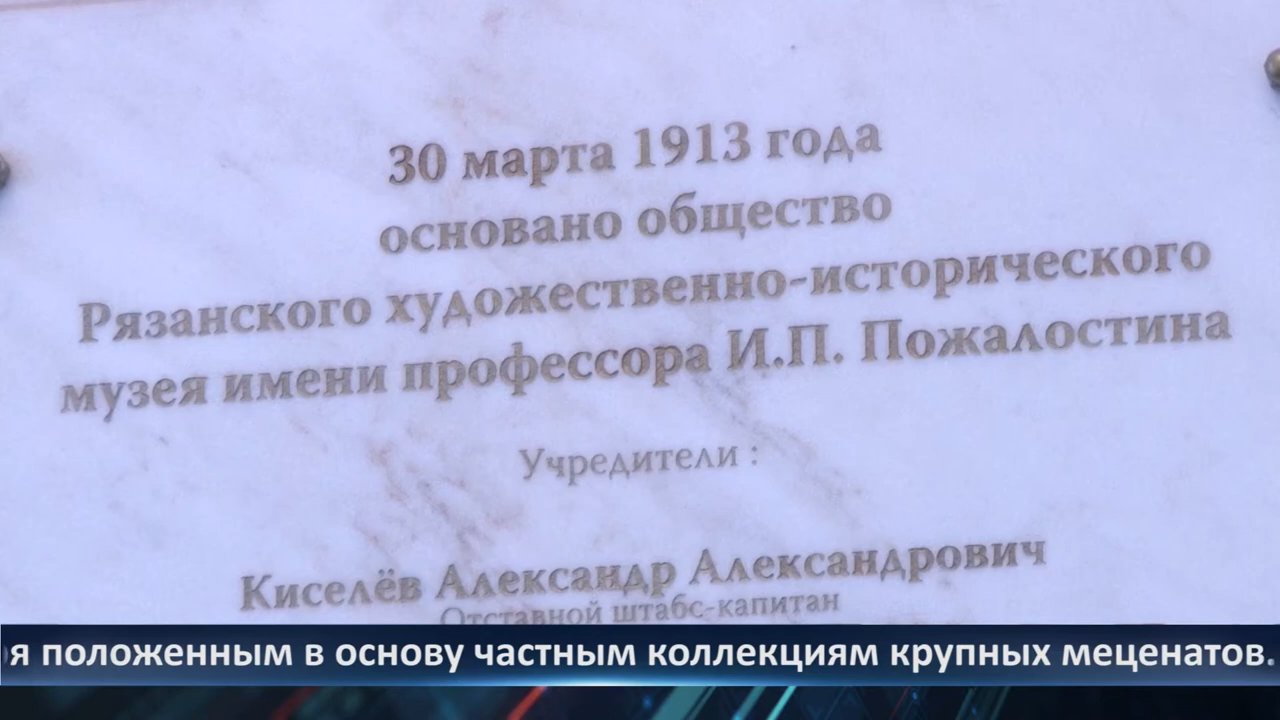 30 марта 1913 года
основано общество
Рязанского художественно-исторического
музея имени профессора И.П. Пожалостина
Учредители :
Киселёв Александр Александрович
Отставной штабс-капитан
я положенным в основу частным коллекциям крупных меценатов.